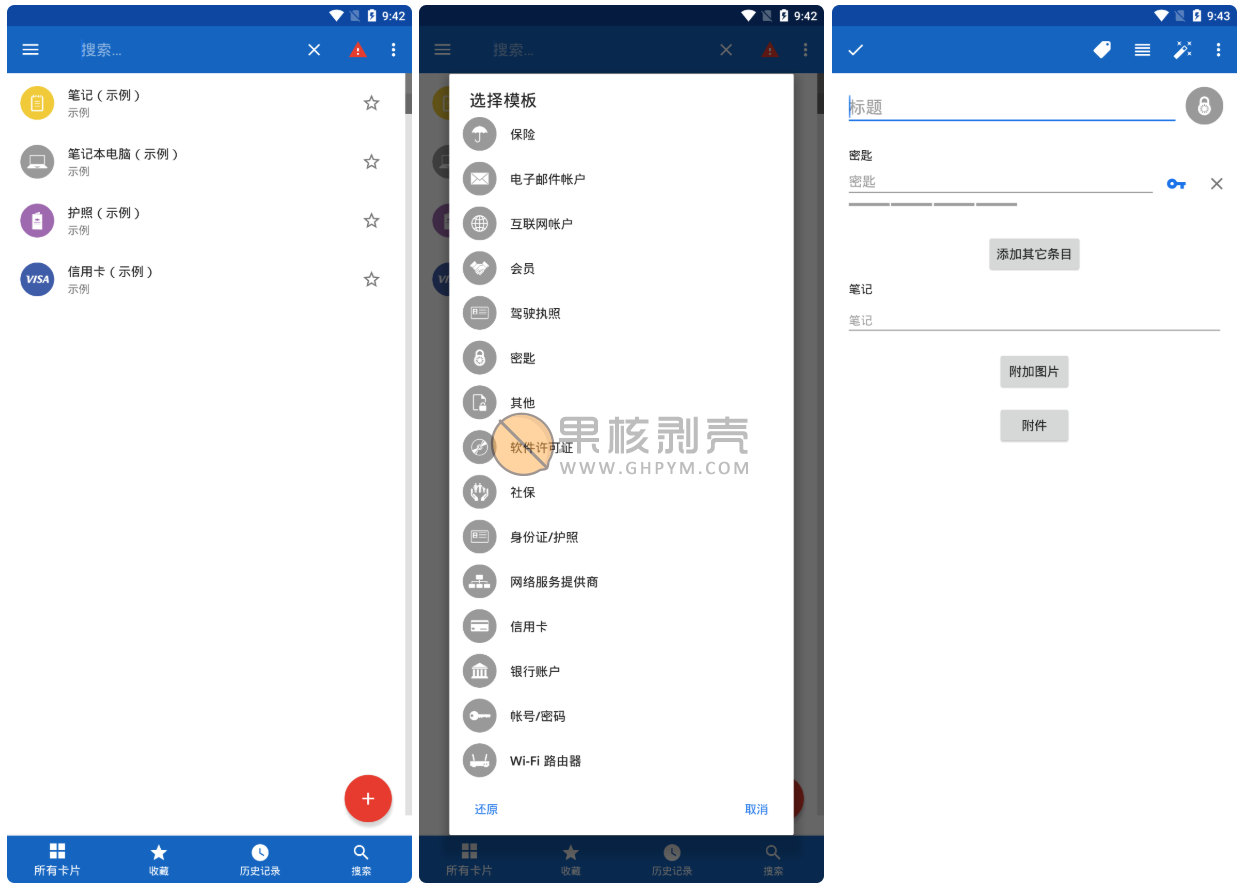 9:42
搜索...
笔记（示例）
示例
笔记本电脑（示例）
示例
护照（示例）
示例
VISA
信用卡（示例）
示例
所有卡片
收藏
历史记录
搜索
9:42
搜索...
选择模板
保险
电子邮件帐户
互联网帐户
会员
驾驶执照
密匙
其他
软件许可证
社保
身份证/护照
网络服务提供商
信用卡
银行账户
帐号/密码
Wi-Fi 路由器
还原
取消
果核剥壳
WWW.GHPYM.COM
所有卡片
收藏
历史记录
搜索
9:43
标题
密匙
密匙
添加其它条目
笔记
笔记
附加图片
附件